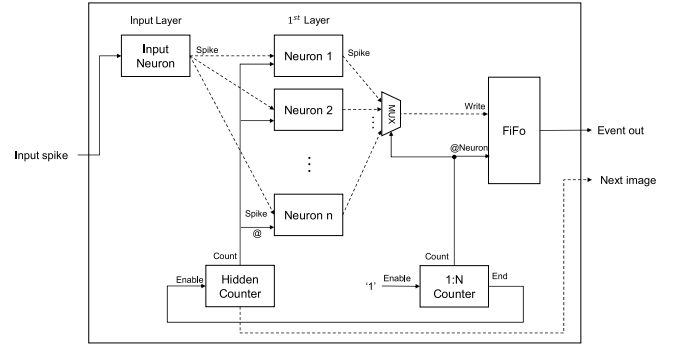 Input Layer
1st Layer
Input Neuron
Spike
Neuron 1
Spike
Neuron 2
...
MUX
Write
FiFo
Event out
@Neuron
Input spike
...
Next image
Spike
Neuron n
@
Count
Count
Enable
Hidden Counter
'1'
Enable
1:N Counter
End